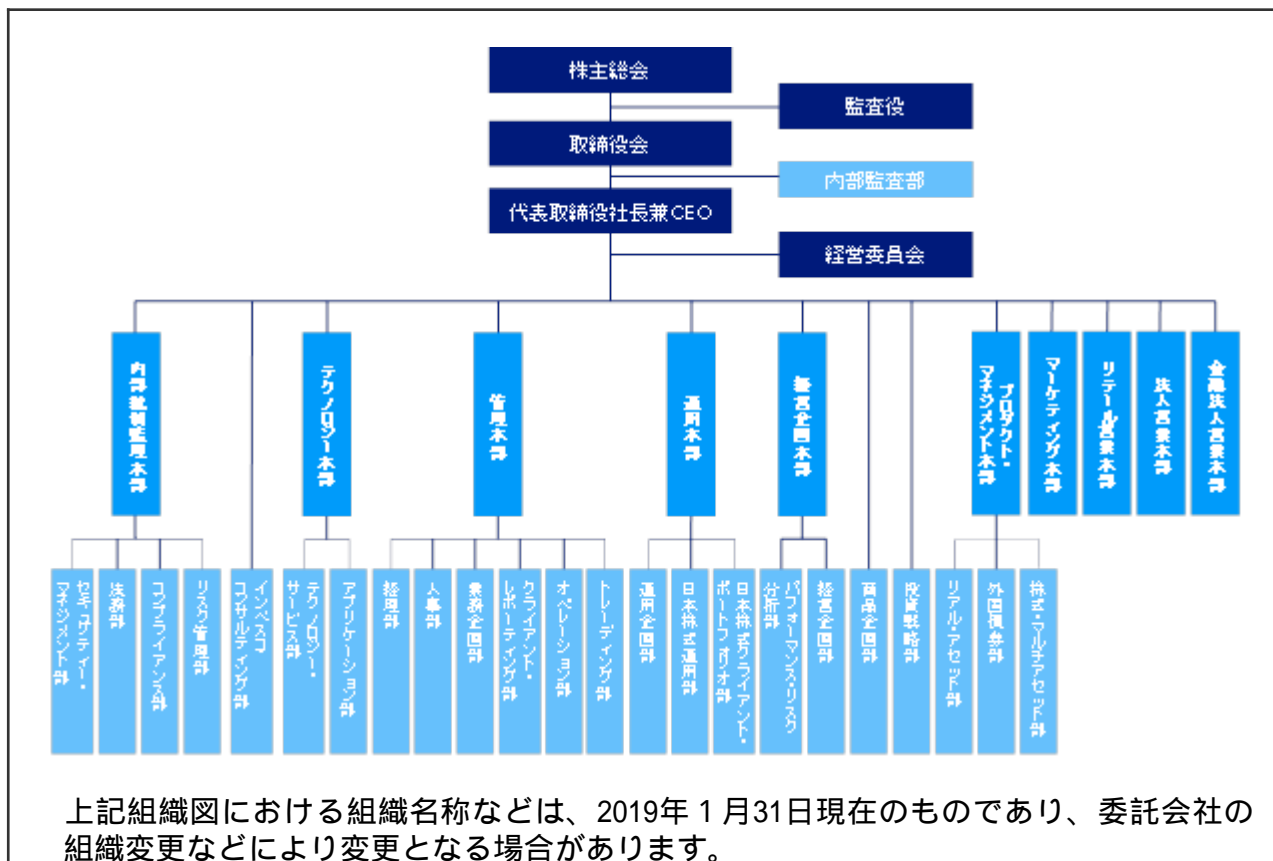 株主総会
監査役
取締役会
内部監査部
代表取締役社長兼CEO
経営委員会
内部統制管理本部
テクノロジー本部
管理本部
運用本部
経営企画本部
プロダクト・
マネジメント本部
マーケティング本部
リテール営業本部
法人営業本部
金融法人営業本部
セキュリティー・
マネジメント部
法務部
コンプライアンス部
リスク管理部
インベスコ
コンサルティング部
テクノロジー・
サービス部
アプリケーション部
経理部
人事部
業務企画部
クライアント・
レポーティング部
オペレーション部
トレーディング部
運用企画部
日本株式運用部
日本株式クライアント・
ポートフォリオ部
パフォーマンス・リスク
分析部
経営企画部
商品企画部
投資戦略部
リアル・アセット部
外国債券部
株式・マルチアセット部
上記組織図における組織名称などは、2019年1月31日現在のものであり、委託会社の
組織変更などにより変更となる場合があります。